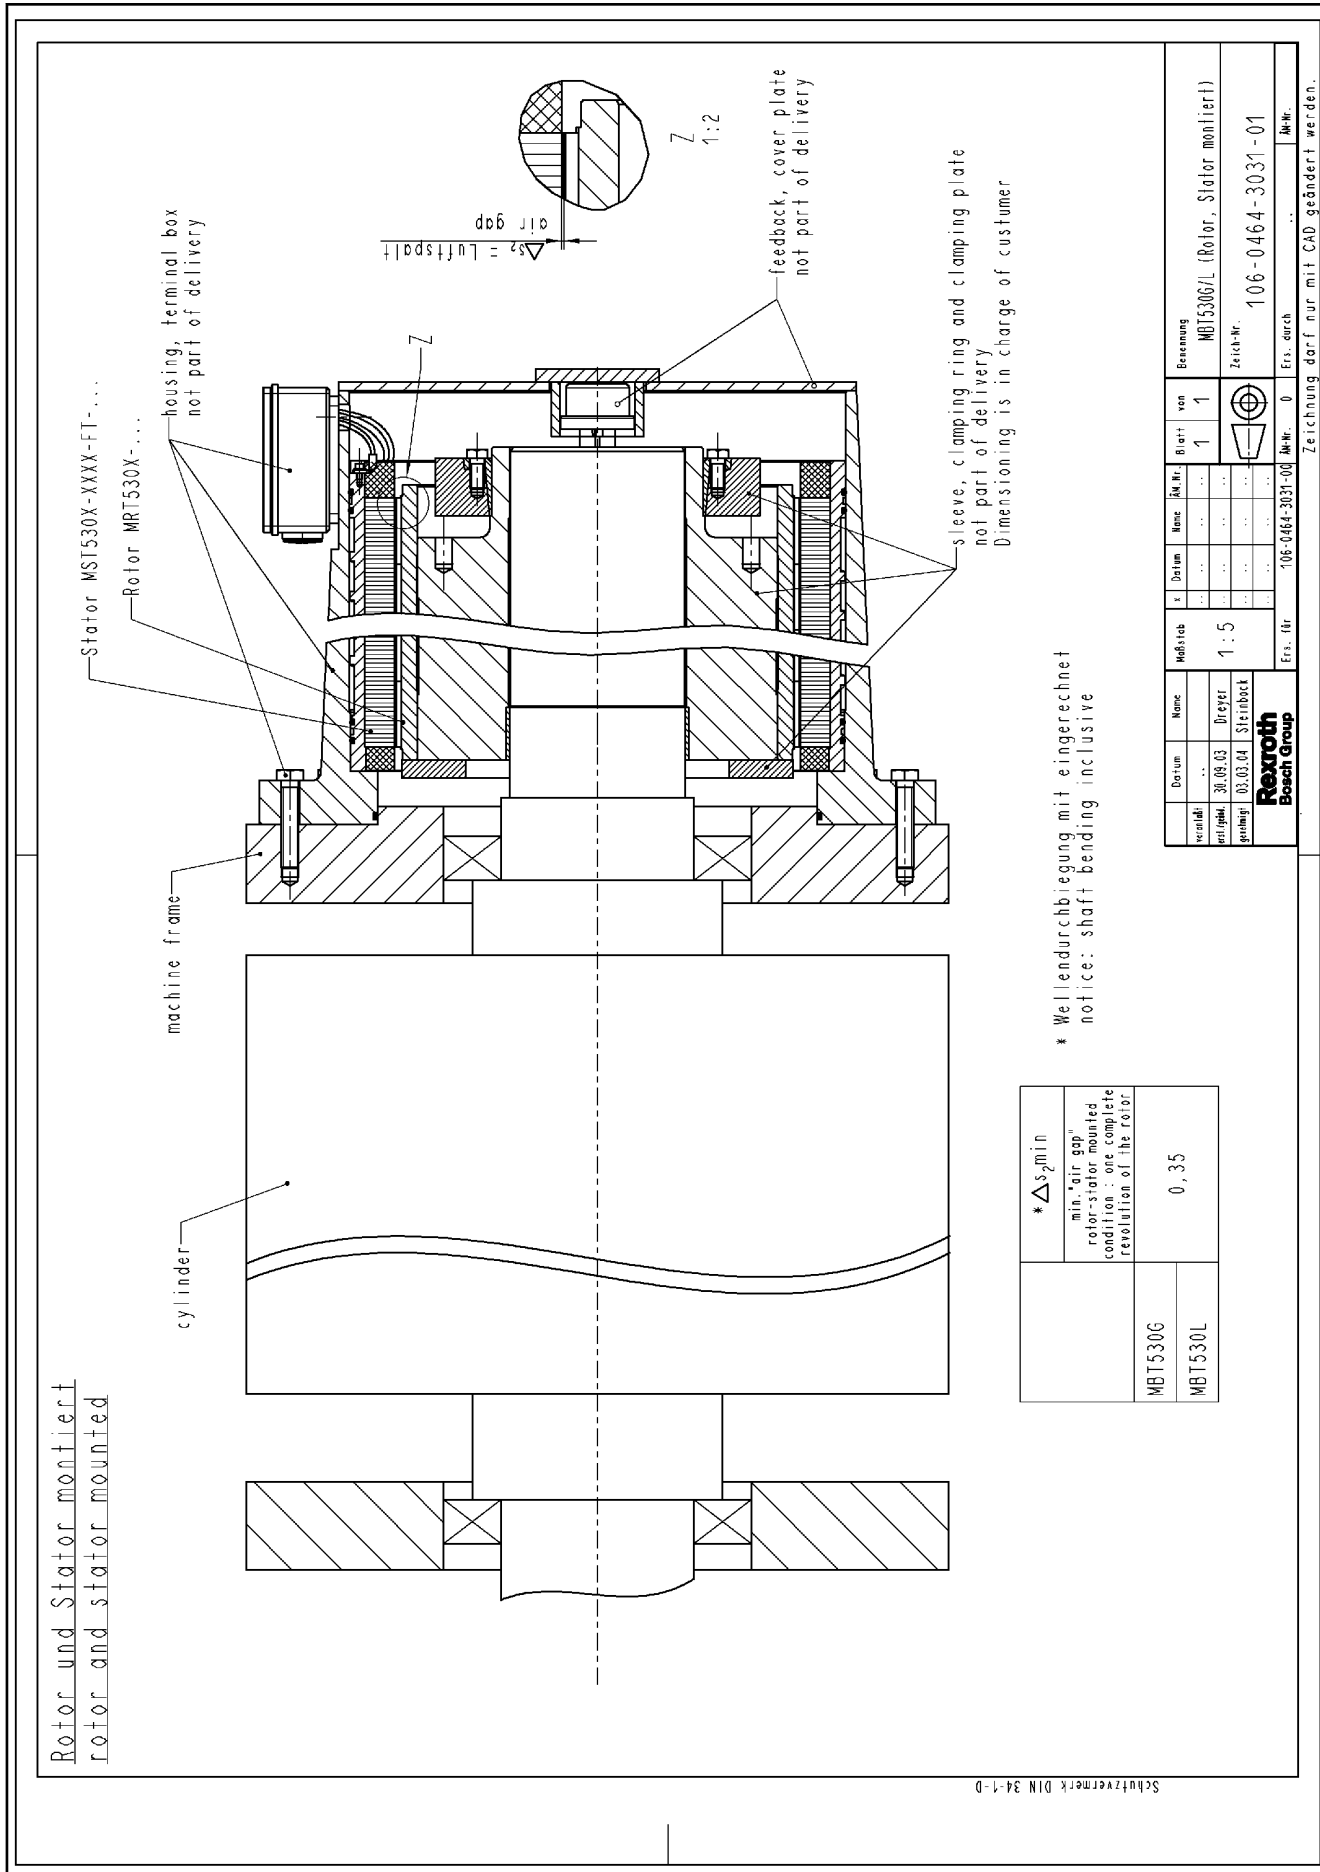 Rotor und Stator montiert
rotor and stator mounted
Stator MST530X-XXXX-FT-...
Rotor MRT530X-...
housing, terminal box
not part of delivery
machine frame
cylinder
Z
△s₂ = Luftspalt
air gap
Z
1:2
feedback, cover plate
not part of delivery
sleeve, clamping ring and clamping plate
not part of delivery
Dimensioning is in charge of custumer
* Wellendurchbiegung mit eingerechnet
notice: shaft bending inclusive
*△s₂min
min."air gap"
rotor-stator mounted
condition : one complete
revolution of the rotor
MBT530G
MBT530L
0,35
Datum Name
veranlaßt ..
erst./geänd. 30.09.03 Dreyer
genehmigt 03.03.04 Steinbock
Rexroth
Bosch Group
Maßstab
1:5
x Datum Name Äm.Nr.
.. .. .. ..
.. .. .. ..
.. .. .. ..
.. .. .. ..
Blatt von
1 1
Benennung
MBT530G/L (Rotor, Stator montiert)
Zeich-Nr.
106-0464-3031-01
Ers. für 106-0464-3031-00 ÄM-Nr. 0 Ers. durch .. ÄM-Nr.
Zeichnung darf nur mit CAD geändert werden.
Schutzvermerk DIN 34-1-D